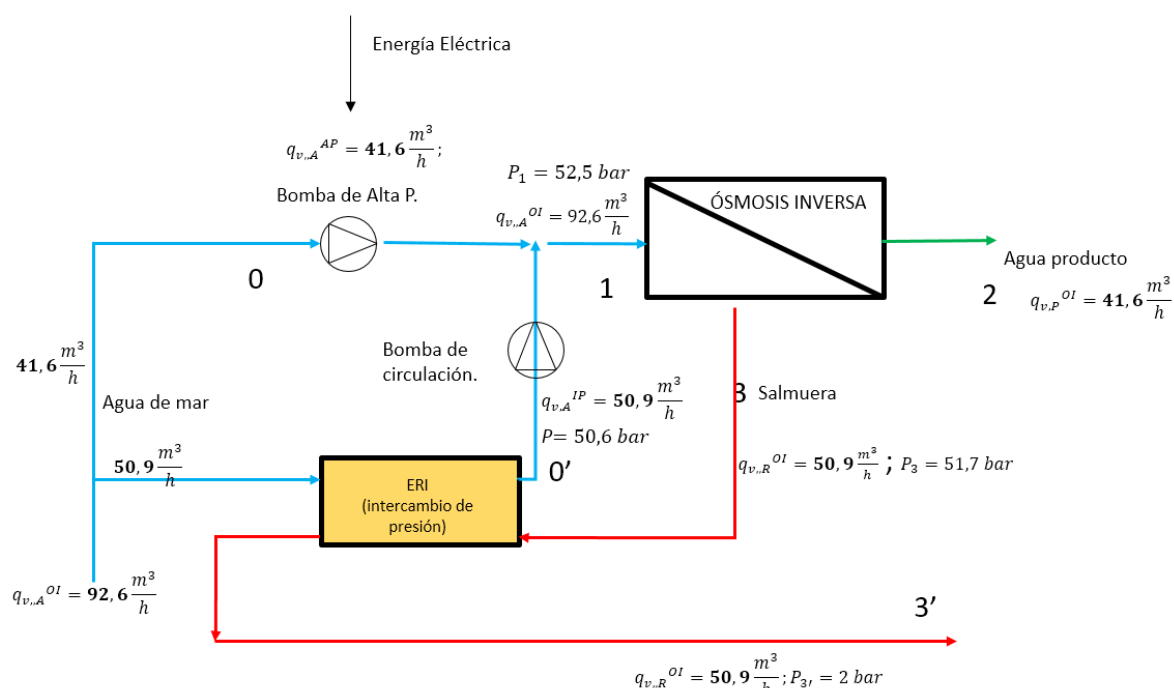 Energía Eléctrica
q_{v,,A}^{AP} = 41,6 m³/h;
Bomba de Alta P.
P₁ = 52,5 bar
q_{v,,A}^{OI} = 92,6 m³/h
ÓSMOSIS INVERSA
0
1
Agua producto
2
q_{v,P}^{OI} = 41,6 m³/h
41,6 m³/h
Bomba de
circulación.
Agua de mar
q_{v,A}^{IP} = 50,9 m³/h
P= 50,6 bar
3 Salmuera
50,9 m³/h
0’
q_{v,,R}^{OI} = 50,9 m³/h ; P₃ = 51,7 bar
ERI
(intercambio de
presión)
q_{v,,A}^{OI} = 92,6 m³/h
3’
q_{v,,R}^{OI} = 50,9 m³/h; P_{3′} = 2 bar